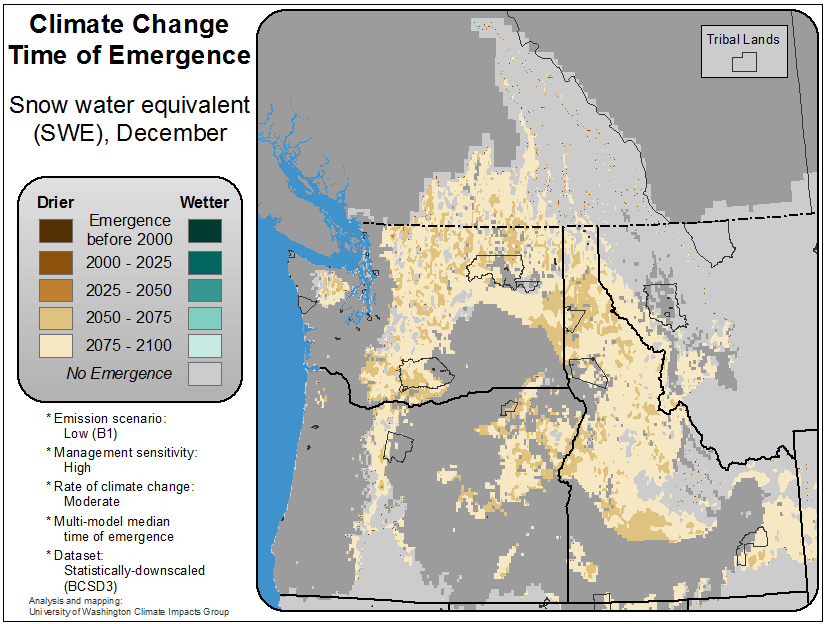 Climate Change
Time of Emergence
Snow water equivalent
(SWE), December
Drier
Wetter
Emergence
before 2000
2000 - 2025
2025 - 2050
2050 - 2075
2075 - 2100
No Emergence
* Emission scenario:
Low (B1)
* Management sensitivity:
High
* Rate of climate change:
Moderate
* Multi-model median
time of emergence
* Dataset:
Statistically-downscaled
(BCSD3)
Analysis and mapping:
University of Washington Climate Impacts Group
Tribal Lands